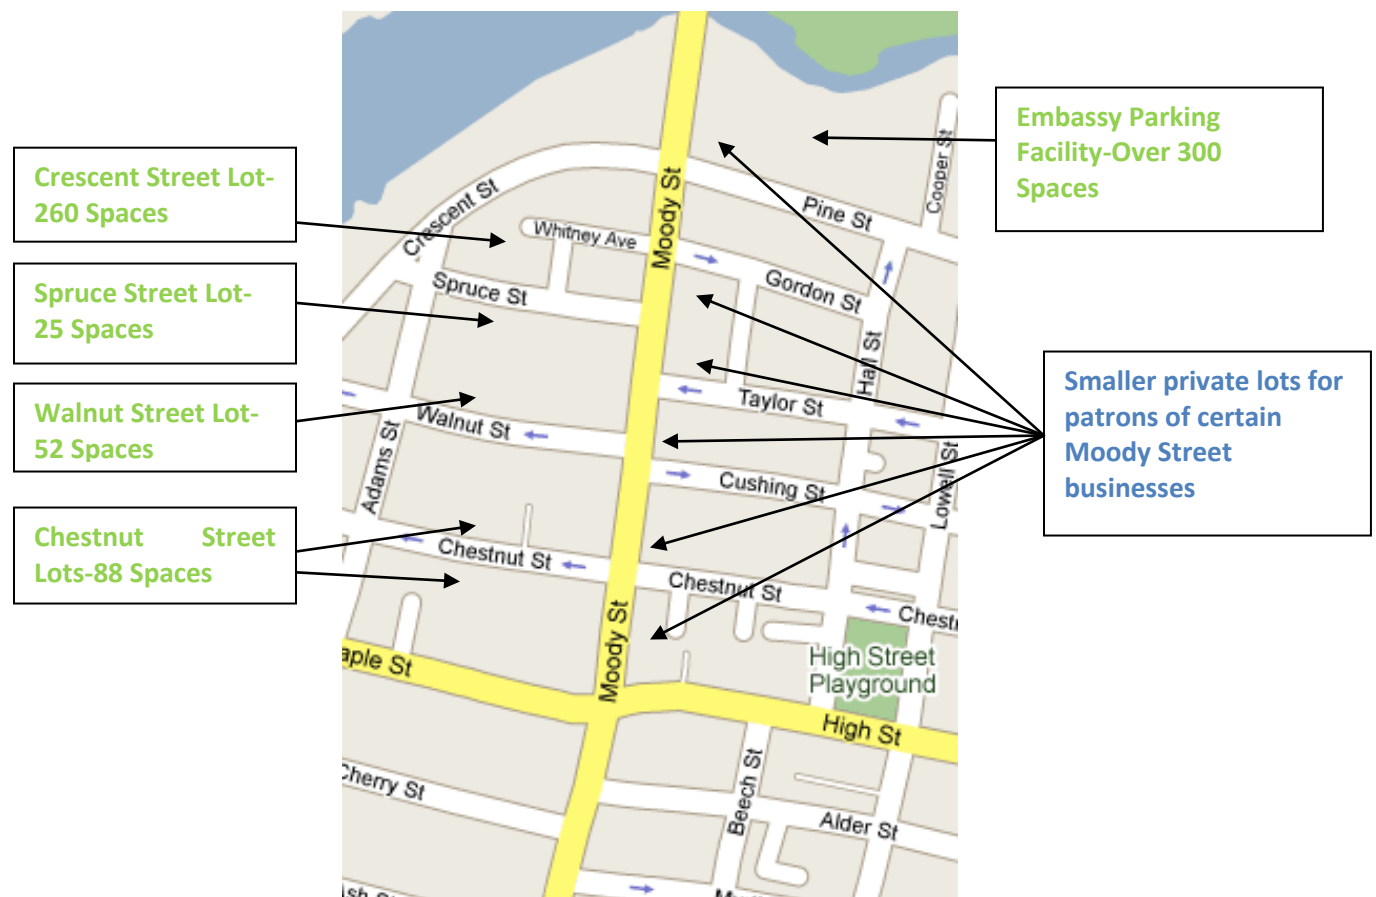 Embassy Parking
Facility-Over 300
Spaces
Crescent Street Lot-
260 Spaces
Spruce Street Lot-
25 Spaces
Walnut Street Lot-
52 Spaces
Chestnut Street
Lots-88 Spaces
Smaller private lots for
patrons of certain
Moody Street
businesses
Cooper St
Crescent St
Moody St
Pine St
Whitney Ave
Spruce St
Gordon St
Hall St
Taylor St
Walnut St
Adams St
Cushing St
Lowell St
Chestnut St
Chestnut St
Chestn
Moody St
High Street
Playground
aple St
High St
Cherry St
Beech St
Alder St